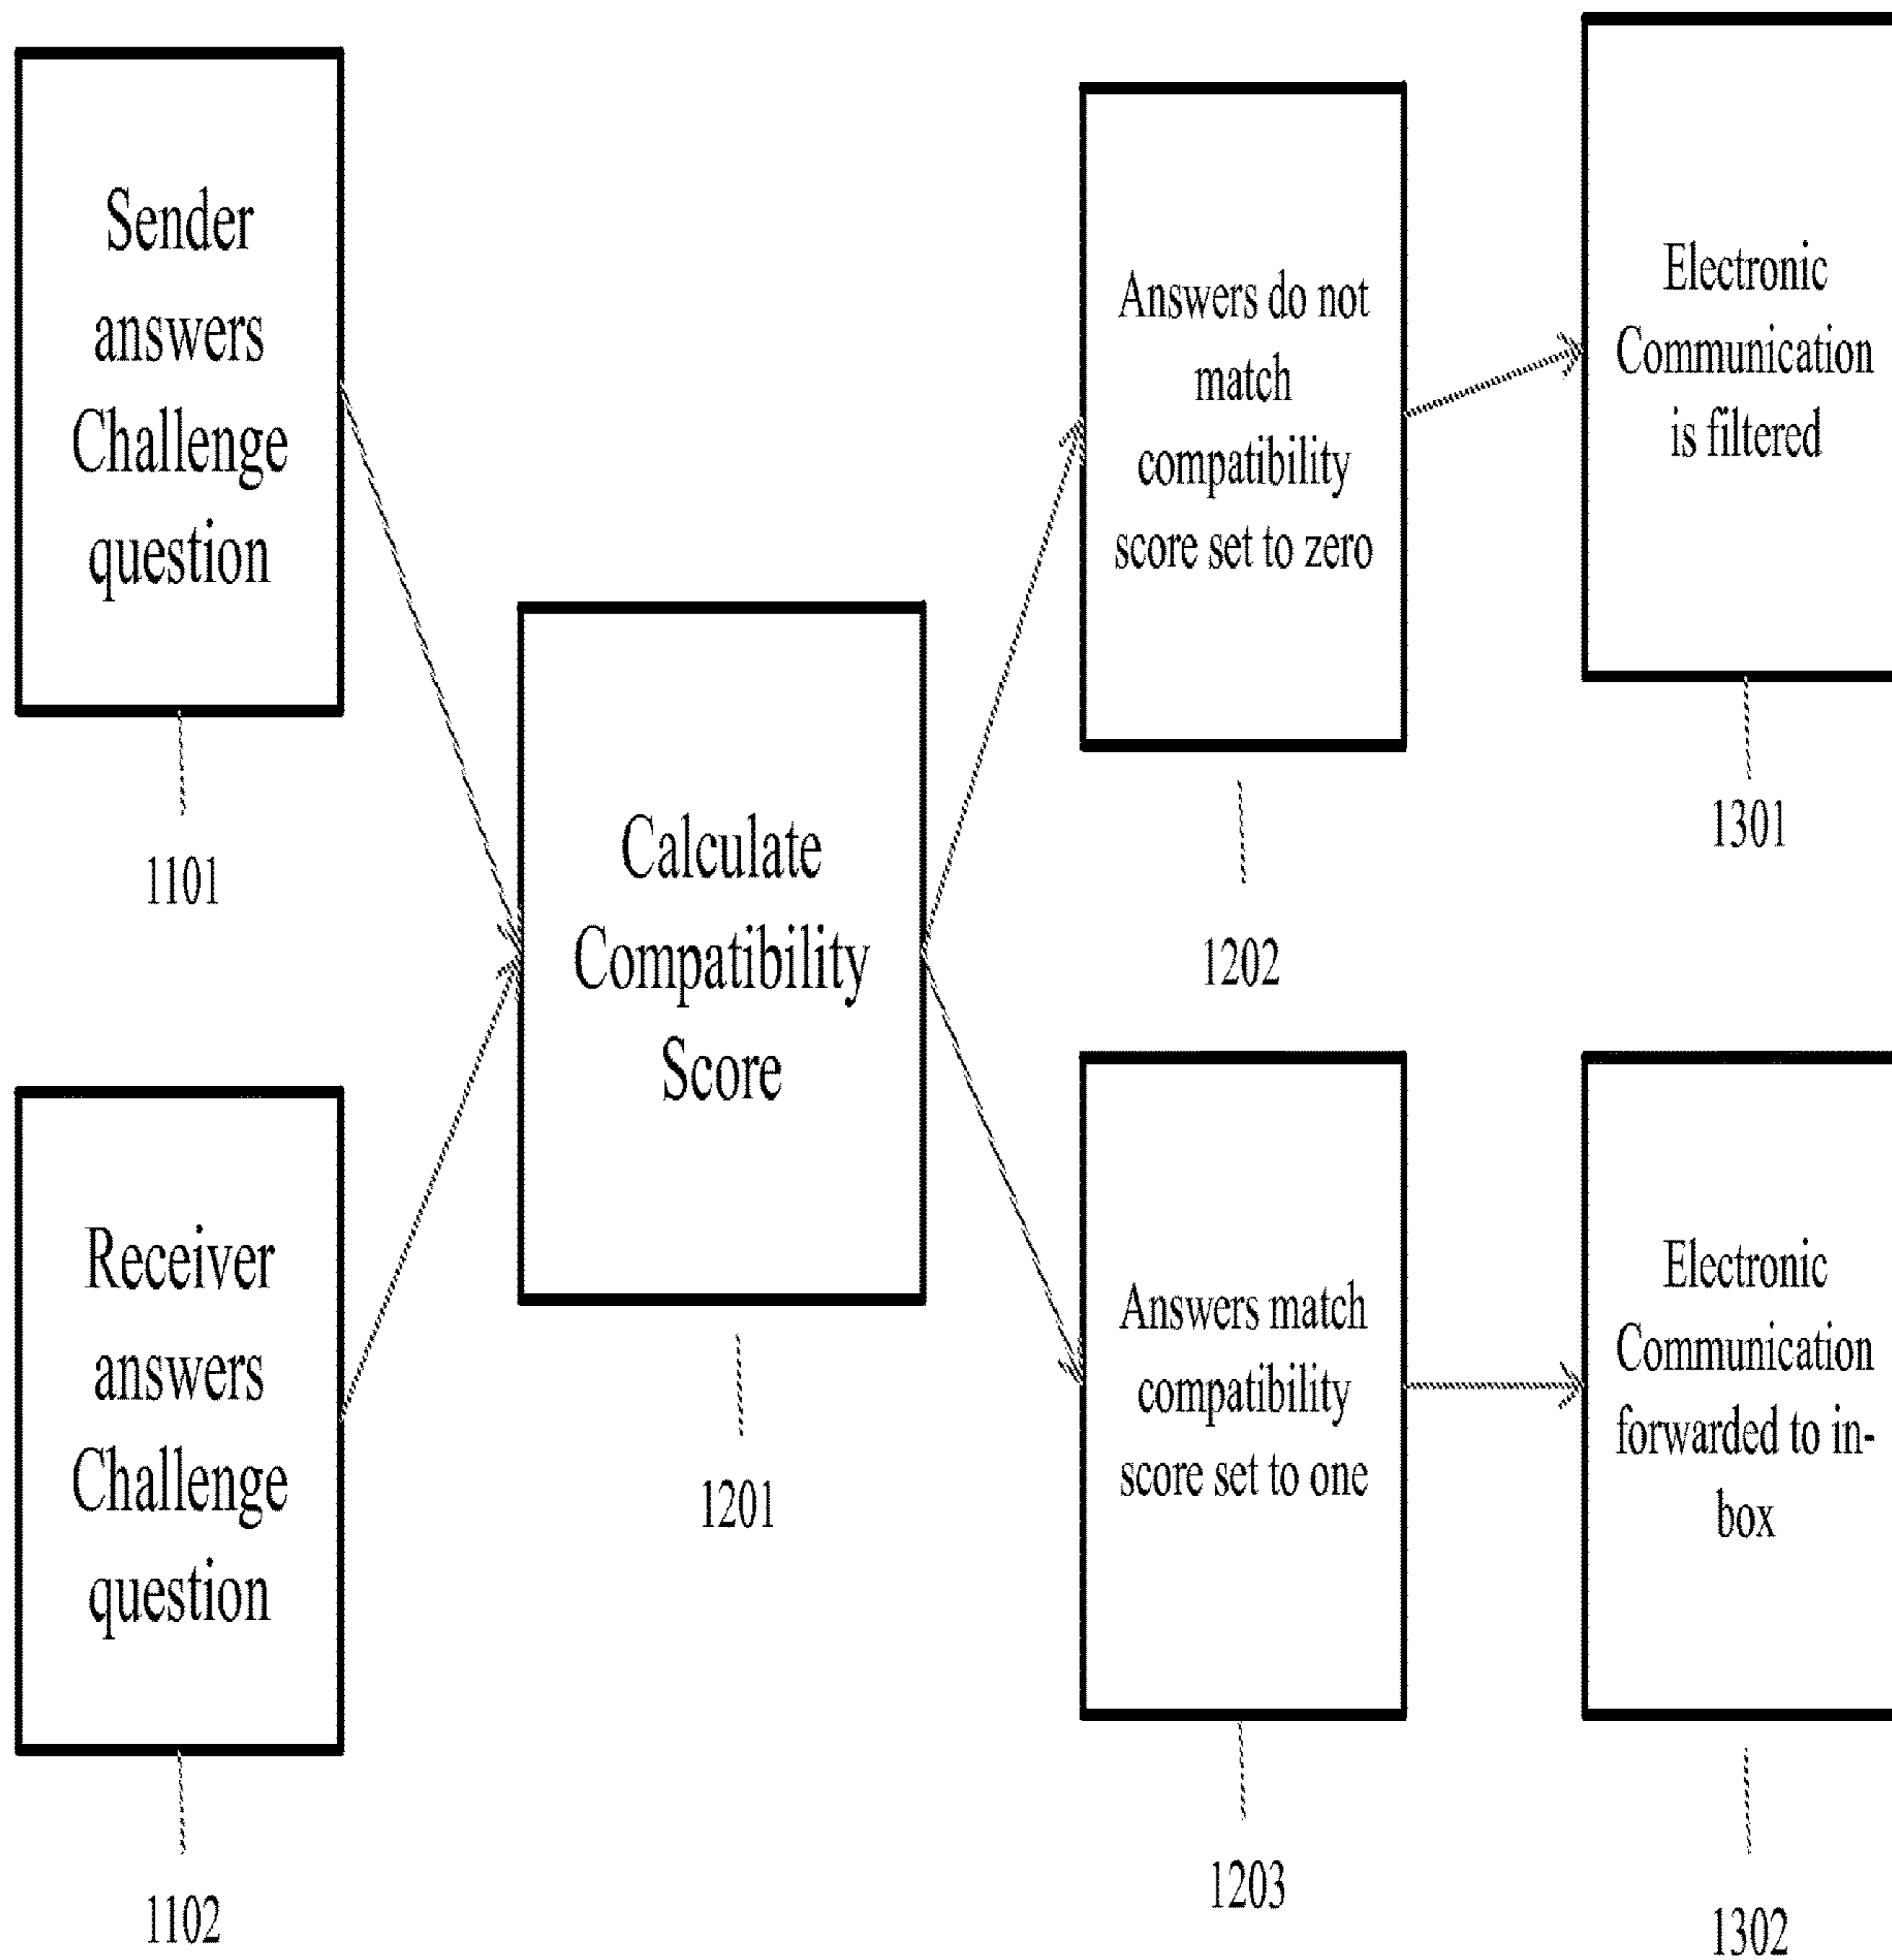 Sender
answers
Challenge
question
1101
Receiver
answers
Challenge
question
1102
Calculate
Compatibility
Score
1201
Answers do not
match
compatibility
score set to zero
1202
Answers match
compatibility
score set to one
1203
Electronic
Communication
is filtered
1301
Electronic
Communication
forwarded to in-
box
1302